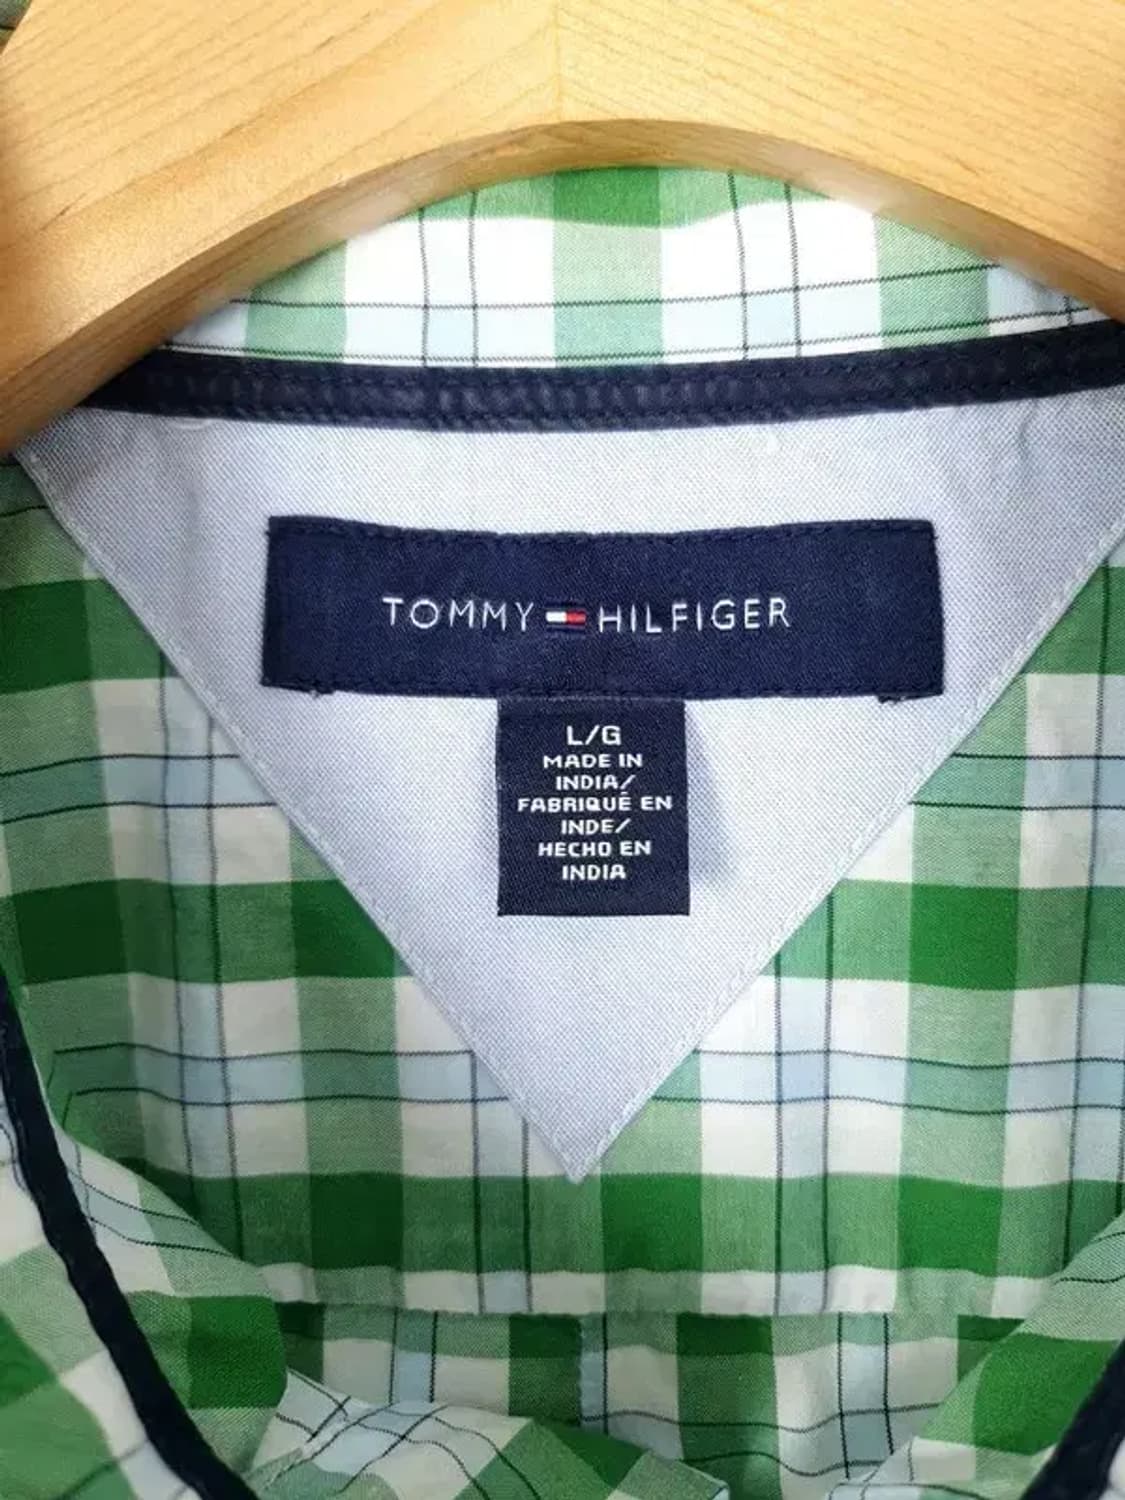 TOMMY HILFIGER
L/G
MADE IN
INDIA/
FABRIQUÉ EN
INDE/
HECHO EN
INDIA